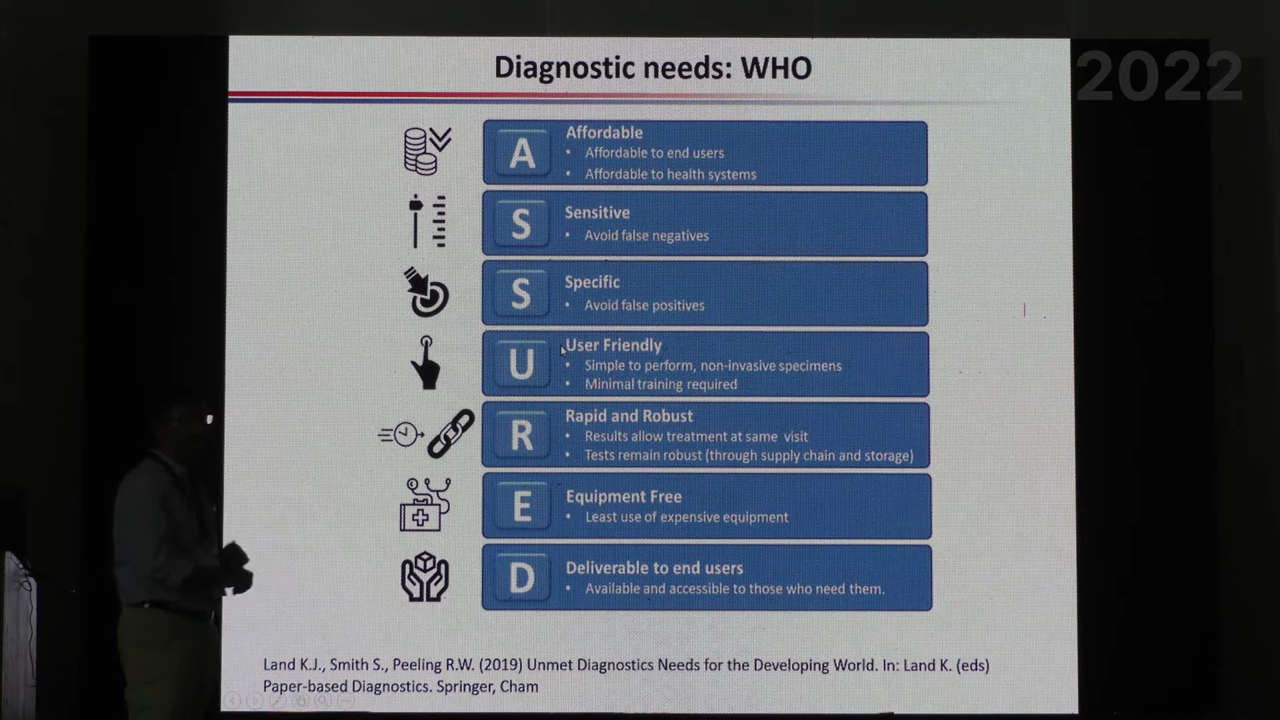 Diagnostic needs: WHO
2022
A
Affordable
• Affordable to end users
• Affordable to health systems
S
Sensitive
• Avoid false negatives
S
Specific
• Avoid false positives
U
User Friendly
• Simple to perform, non-invasive specimens
• Minimal training required
R
Rapid and Robust
• Results allow treatment at same visit
• Tests remain robust (through supply chain and storage)
E
Equipment Free
• Least use of expensive equipment
D
Deliverable to end users
• Available and accessible to those who need them.
Land K.J., Smith S., Peeling R.W. (2019) Unmet Diagnostics Needs for the Developing World. In: Land K. (eds)
Paper-based Diagnostics. Springer, Cham